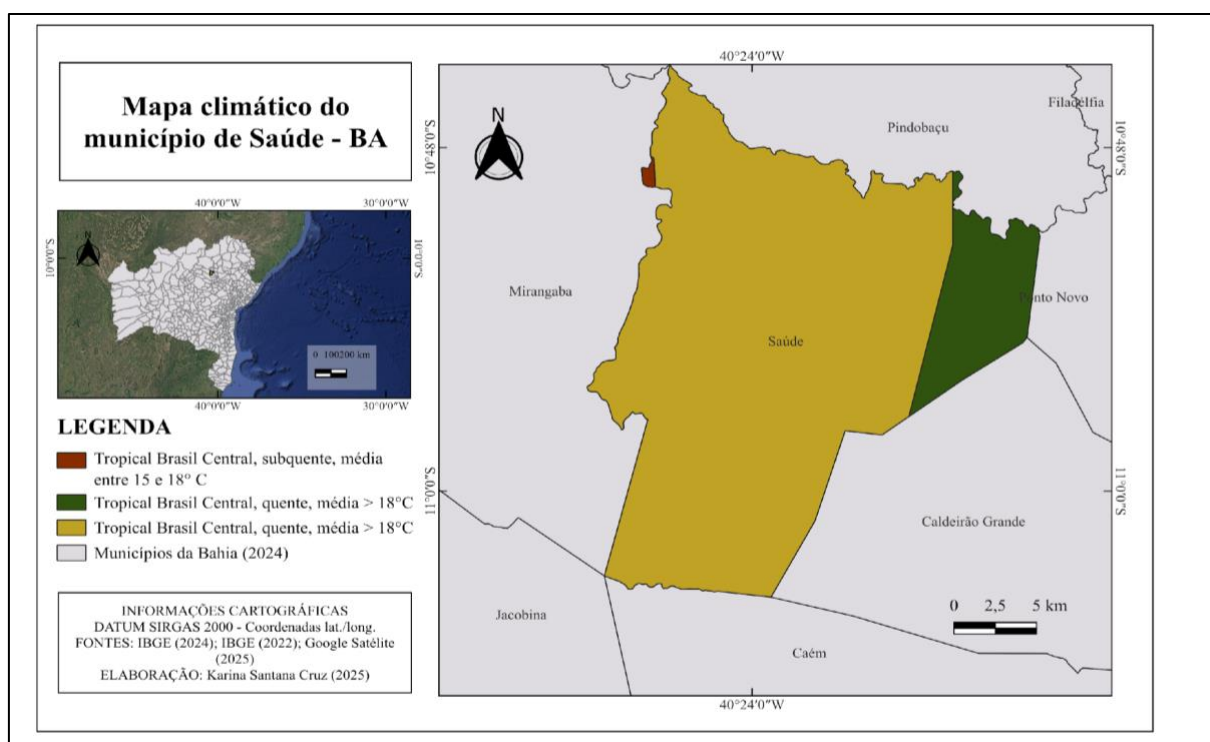 Mapa climático do
município de Saúde - BA
40°0'0"W
30°0'0"W
10°0'0"S
10°0'0"S
N
0 100200 km
40°0'0"W
30°0'0"W
LEGENDA
Tropical Brasil Central, subquente, média
entre 15 e 18° C
Tropical Brasil Central, quente, média > 18°C
Tropical Brasil Central, quente, média > 18°C
Municípios da Bahia (2024)
INFORMAÇÕES CARTOGRÁFICAS
DATUM SIRGAS 2000 - Coordenadas lat./long.
FONTES: IBGE (2024); IBGE (2022); Google Satélite
(2025)
ELABORAÇÃO: Karina Santana Cruz (2025)
40°24'0"W
N
Filadélfia
Pindobaçu
10°48'0"S
10°48'0"S
Mirangaba
Ponto Novo
Saúde
11°0'0"S
11°0'0"S
Caldeirão Grande
Jacobina
0 2,5 5 km
Caém
40°24'0"W